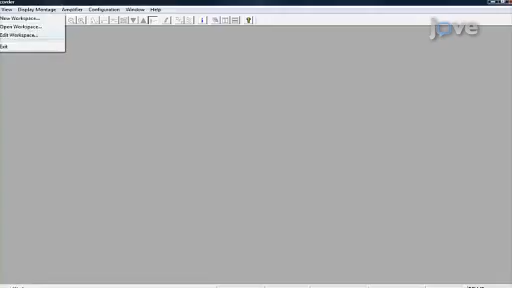 corder
View Display Montage Amplifier Configuration Window Help
New Workspace...
Open Workspace...
Edit Workspace...
Exit
jove